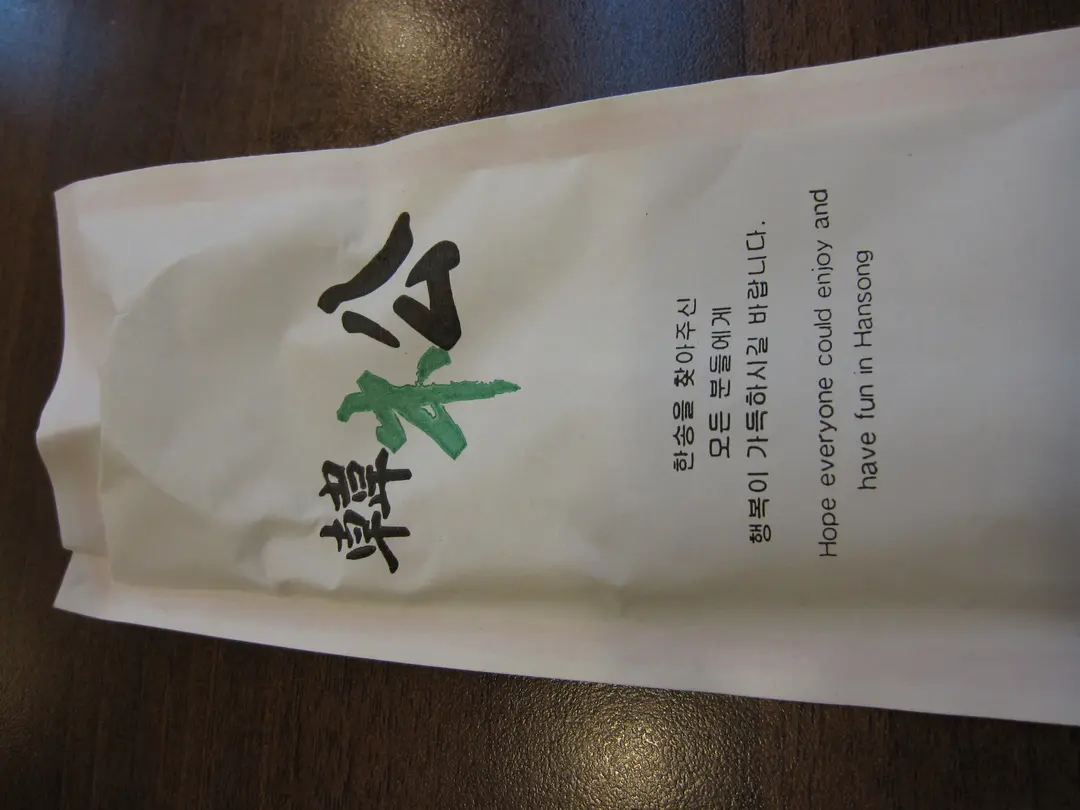 韓松
한송을 찾아주신
모든 분들에게
행복이 가득하시길 바랍니다.
Hope everyone could enjoy and
have fun in Hansong